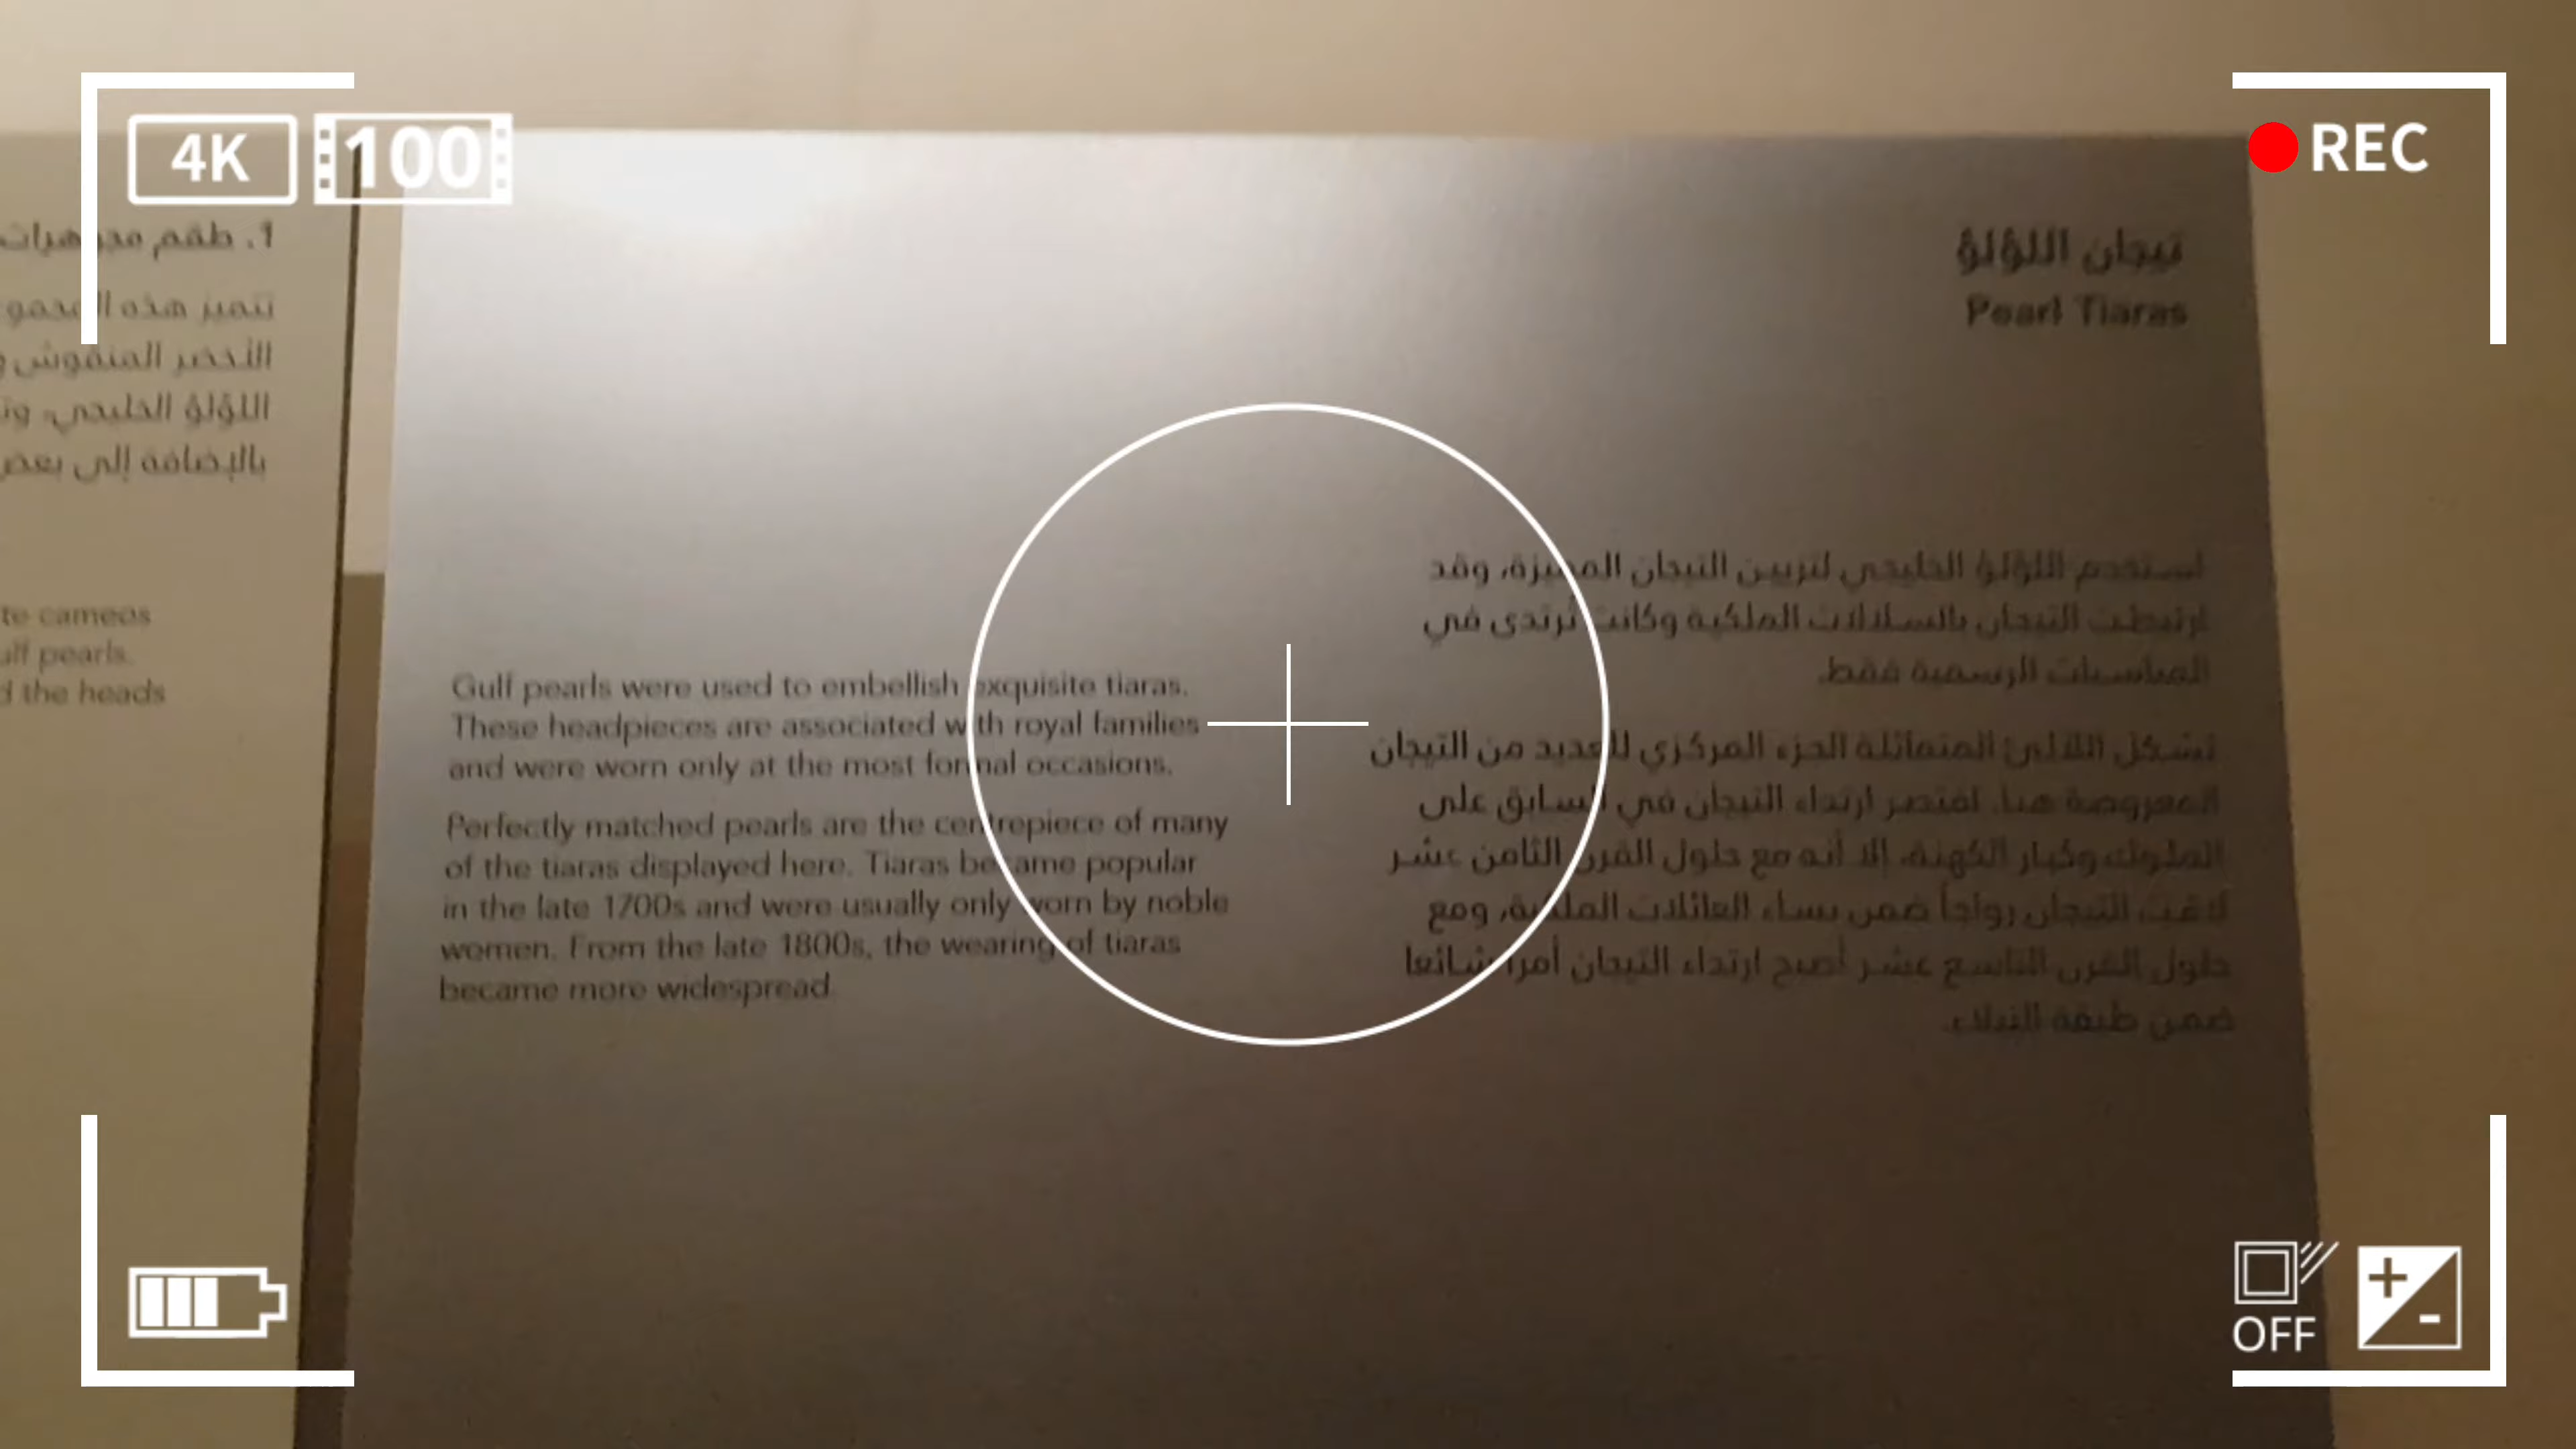 4K
100
REC
1. طقم مجوهرات
تتميز هذه المجمو
الأخضر المنقوش و
اللؤلؤ الخليجي، وت
بالإضافة إلى بعض
te cameos
ulf pearls.
d the heads
تيجان اللؤلؤ
Pearl Tiaras
Gulf pearls were used to embellish exquisite tiaras.
These headpieces are associated with royal families
and were worn only at the most formal occasions.
Perfectly matched pearls are the centrepiece of many
of the tiaras displayed here. Tiaras became popular
in the late 1700s and were usually only worn by noble
women. From the late 1800s, the wearing of tiaras
became more widespread.
استخدم اللؤلؤ الخليجي لتزيين التيجان المميزة، وقد
ارتبطت التيجان بالسلالات الملكية وكانت تُرتدى في
المناسبات الرسمية فقط.
تشكل اللآلئ المتماثلة الجزء المركزي للعديد من التيجان
المعروضة هنا. اقتصر ارتداء التيجان في السابق على
الملوك وكبار الكهنة، إلا أنه مع حلول القرن الثامن عشر
لاقت التيجان رواجاً ضمن نساء العائلات الملكية، ومع
حلول القرن التاسع عشر أصبح ارتداء التيجان أمراً شائعا
ضمن طبقة النبلاء.
OFF